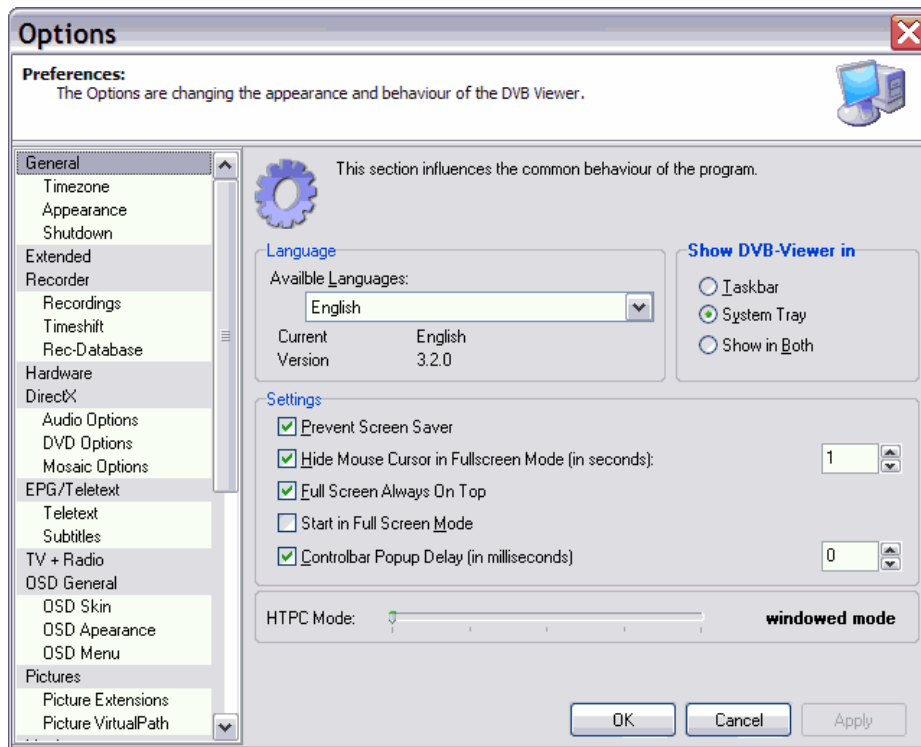 Options
Preferences:
The Options are changing the appearance and behaviour of the DVB Viewer.
General
Timezone
Appearance
Shutdown
Extended
Recorder
Recordings
Timeshift
Rec-Database
Hardware
DirectX
Audio Options
DVD Options
Mosaic Options
EPG/Teletext
Teletext
Subtitles
TV + Radio
OSD General
OSD Skin
OSD Apearance
OSD Menu
Pictures
Picture Extensions
Picture VirtualPath
This section influences the common behaviour of the program.
Language
Availble Languages:
English
Current English
Version 3.2.0
Show DVB-Viewer in
Taskbar
System Tray
Show in Both
Settings
Prevent Screen Saver
Hide Mouse Cursor in Fullscreen Mode (in seconds): 1
Full Screen Always On Top
Start in Full Screen Mode
Controlbar Popup Delay (in milliseconds) 0
HTPC Mode: windowed mode
OK Cancel Apply